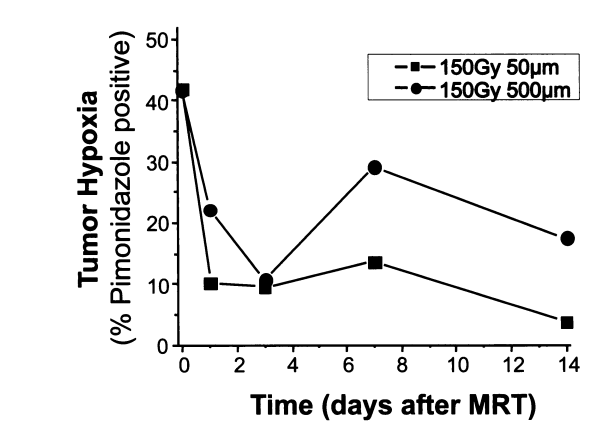 50
40
30
20
10
0
Tumor Hypoxia
(% Pimonidazole positive)
150Gy 50µm
150Gy 500µm
0 2 4 6 8 10 12 14
Time (days after MRT)